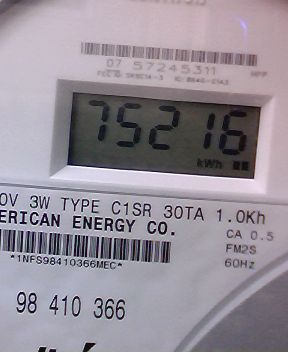 07 57245311
75216
kWh
0V 3W TYPE C1SR 30TA 1.0Kh
ERICAN ENERGY CO.
CA 0.5
FM2S
*1NFS98410366MEC*
60Hz
98 410 366